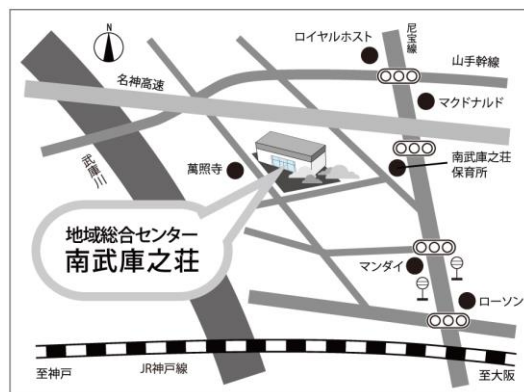 N
ロイヤルホスト
尼宝線
山手幹線
名神高速
マクドナルド
武庫川
萬照寺
南武庫之荘
保育所
地域総合センター
南武庫之荘
マンダイ
ローソン
至神戸
JR神戸線
至大阪